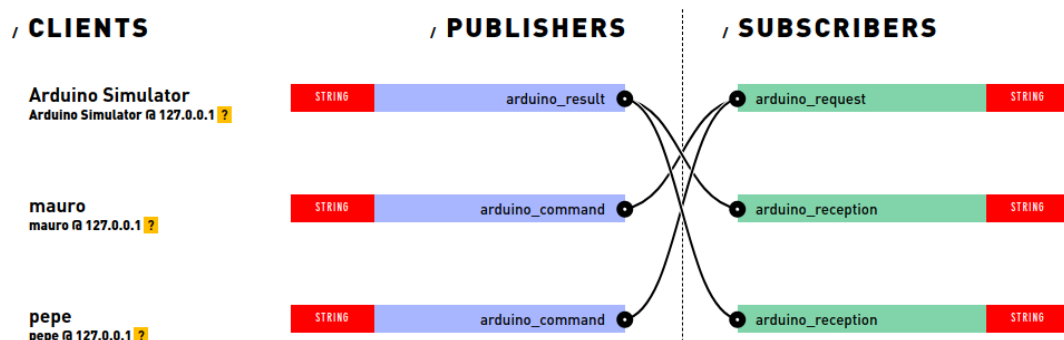 / CLIENTS
/ PUBLISHERS
/ SUBSCRIBERS
Arduino Simulator
Arduino Simulator @ 127.0.0.1 ?
STRING
arduino_result
arduino_request
STRING
mauro
mauro @ 127.0.0.1 ?
STRING
arduino_command
arduino_reception
STRING
pepe
pepe @ 127.0.0.1 ?
STRING
arduino_command
arduino_reception
STRING